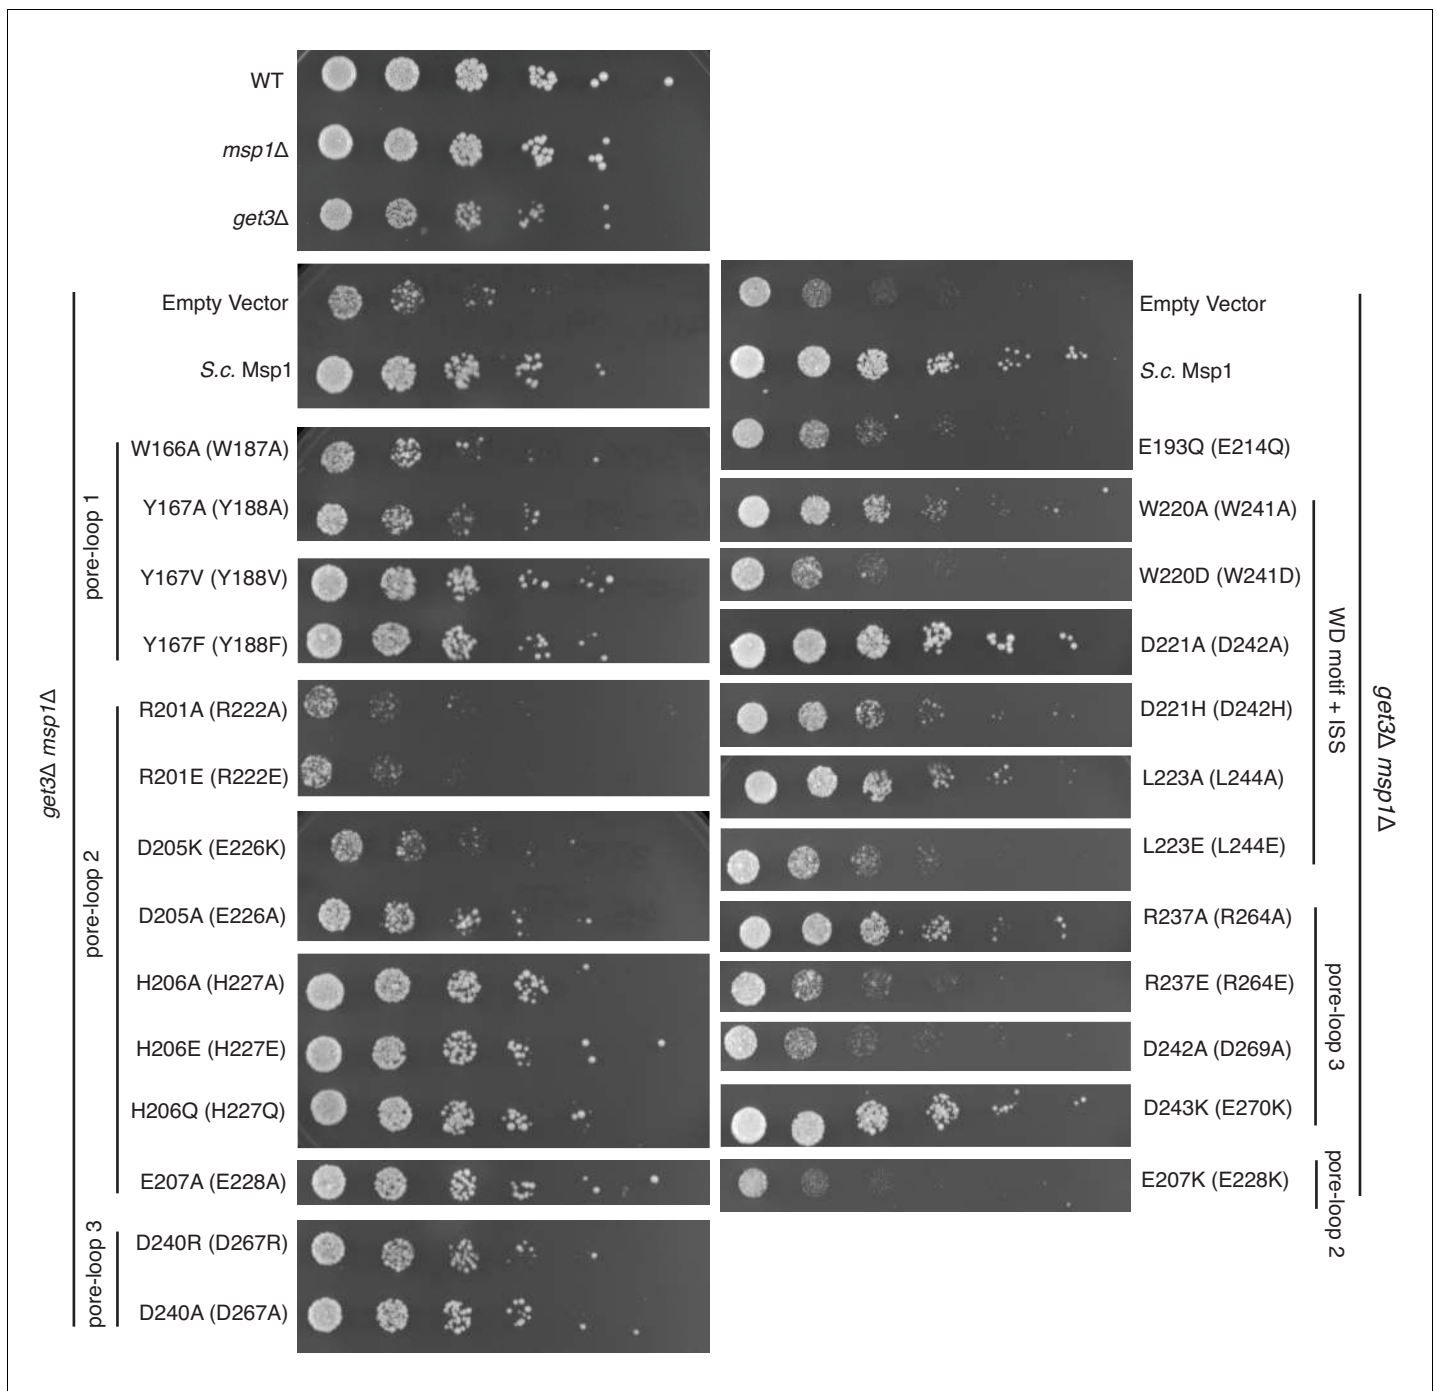 WT
msp1Δ
get3Δ
Empty Vector
S.c. Msp1
W166A (W187A)
Y167A (Y188A)
Y167V (Y188V)
Y167F (Y188F)
R201A (R222A)
R201E (R222E)
D205K (E226K)
D205A (E226A)
H206A (H227A)
H206E (H227E)
H206Q (H227Q)
E207A (E228A)
D240R (D267R)
D240A (D267A)
pore-loop 1
pore-loop 2
pore-loop 3
get3Δ msp1Δ
Empty Vector
S.c. Msp1
E193Q (E214Q)
W220A (W241A)
W220D (W241D)
D221A (D242A)
D221H (D242H)
L223A (L244A)
L223E (L244E)
R237A (R264A)
R237E (R264E)
D242A (D269A)
D243K (E270K)
E207K (E228K)
WD motif + ISS
pore-loop 3
pore-loop 2
get3Δ msp1Δ